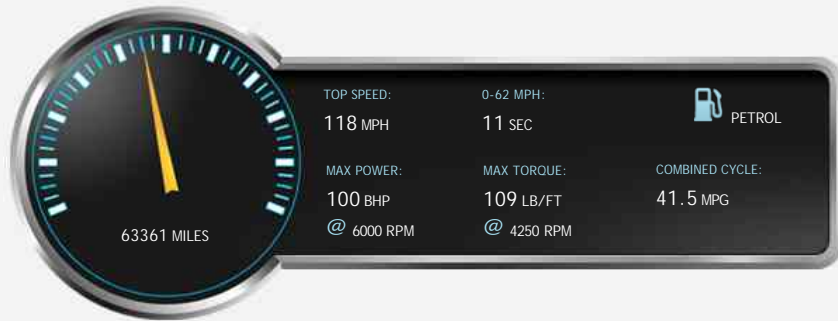 TOP SPEED:
118 MPH
0-62 MPH:
11 SEC
PETROL
MAX POWER:
100 BHP
@ 6000 RPM
MAX TORQUE:
109 LB/FT
@ 4250 RPM
COMBINED CYCLE:
41.5 MPG
63361 MILES